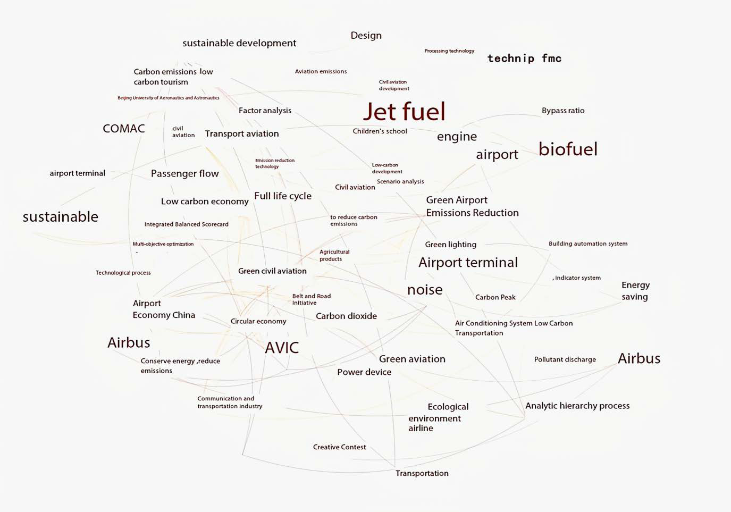 Design
sustainable development
Processing technology
technip fmc
Carbon emissions low
carbon tourism
Aviation emissions
Civil aviation
development
Beijing University of Aeronautics and Astronautics
Factor analysis
Jet fuel
Bypass ratio
COMAC
civil
aviation
Transport aviation
Children's school
engine
airport
biofuel
Emission reduction
technology
Low-carbon
development
airport terminal
Passenger flow
Civil aviation
Scenario analysis
Low carbon economy
Full life cycle
Green Airport
Emissions Reduction
sustainable
Integrated Balanced Scorecard
to reduce carbon
emissions
Multi-objective optimization
Green lighting
Building automation system
Agricultural
products
Airport terminal
Technological process
Green civil aviation
, Indicator system
noise
Carbon Peak
Energy
saving
Belt and Road
Initiative
Airport
Economy China
Circular economy
Carbon dioxide
Air Conditioning System Low Carbon
Transportation
Airbus
AVIC
Conserve energy ,reduce
emissions
Green aviation
Pollutant discharge
Airbus
Power device
Communication and
transportation industry
Ecological
environment
airline
Analytic hierarchy process
Creative Contest
Transportation